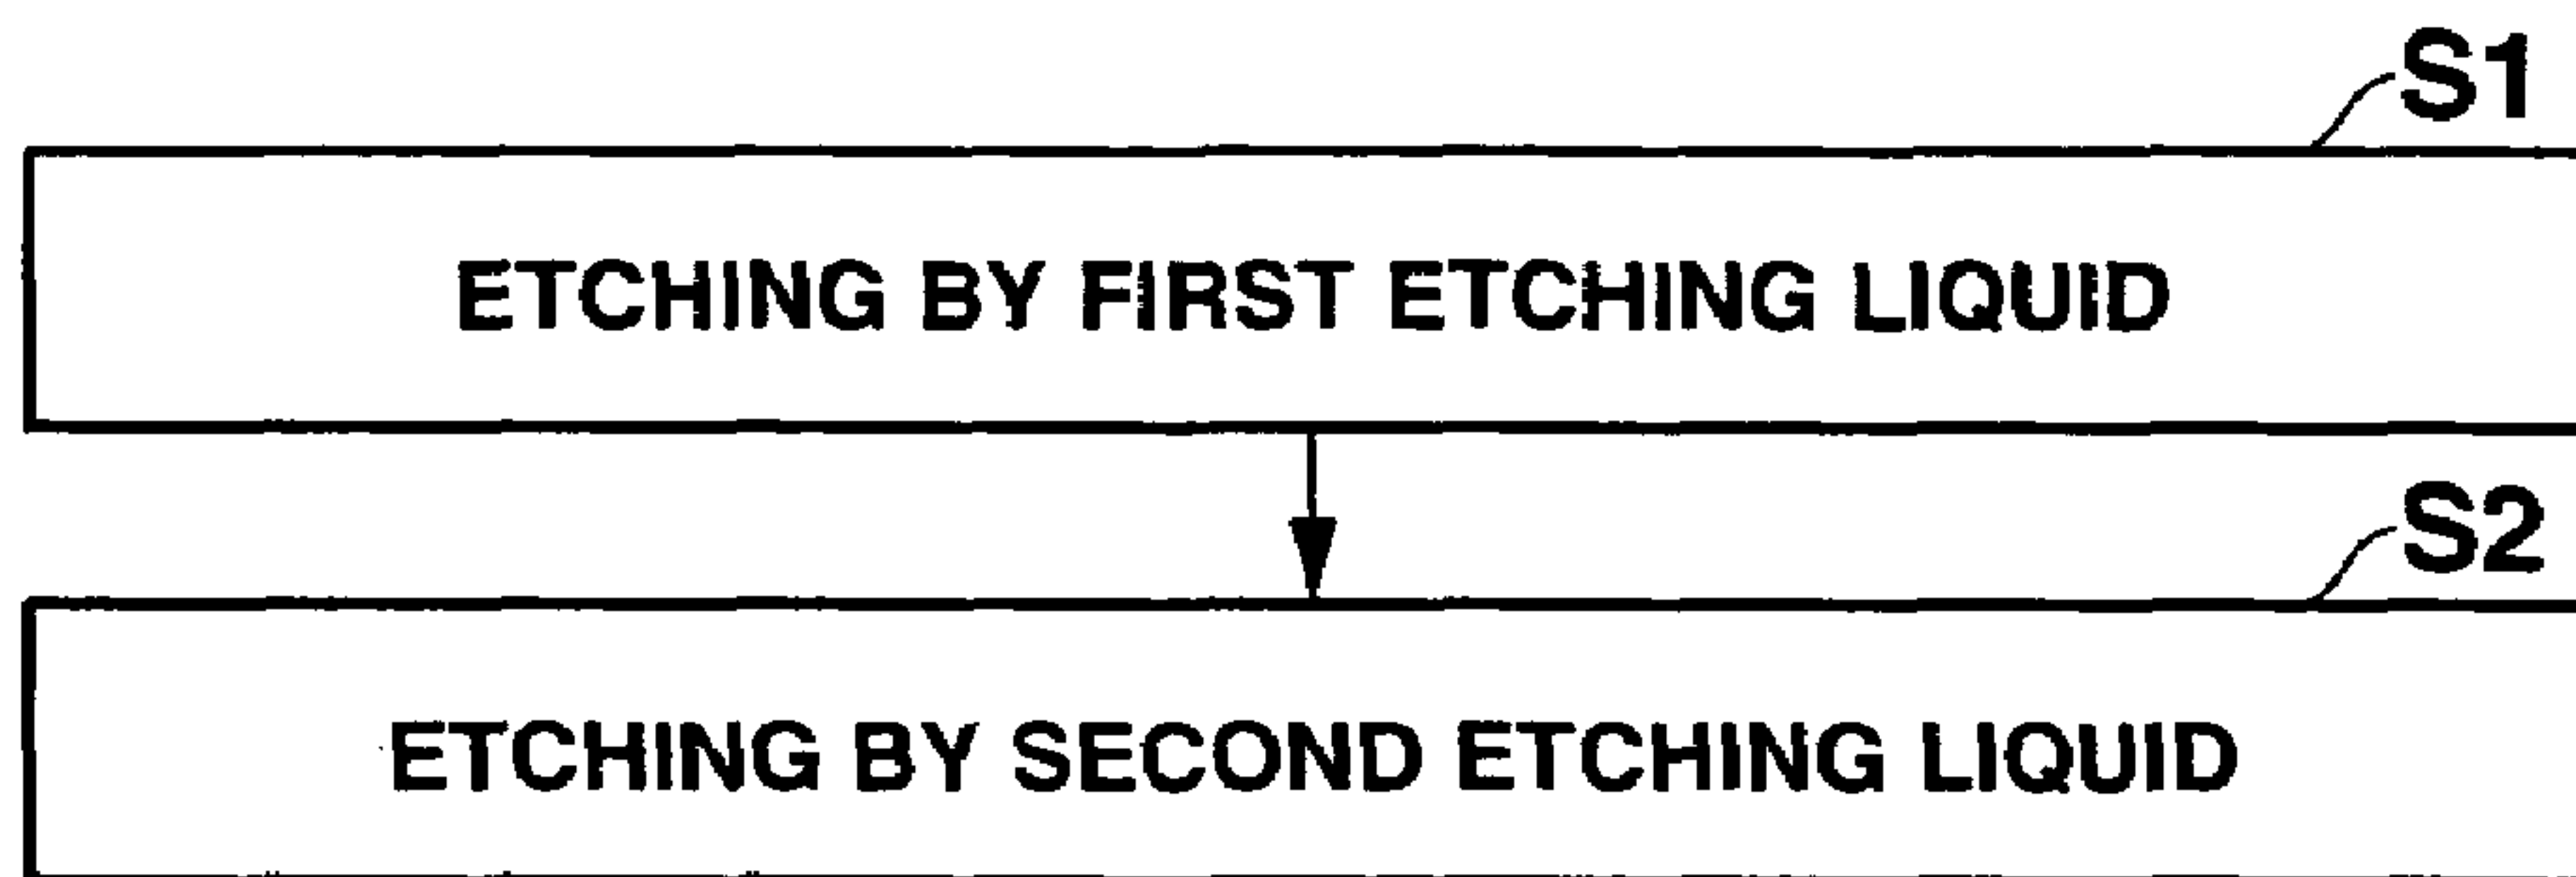 S1
ETCHING BY FIRST ETCHING LIQUID
S2
ETCHING BY SECOND ETCHING LIQUID